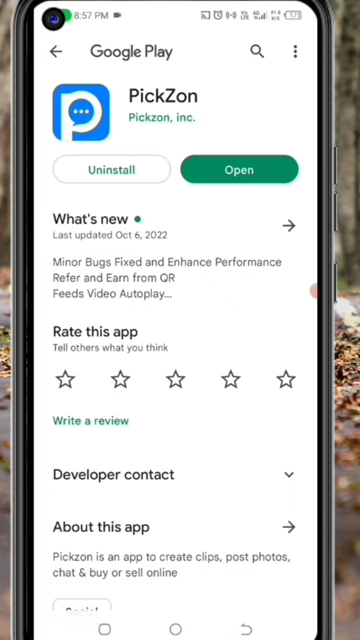 8:57 PM
Google Play
PickZon
Pickzon, inc.
Uninstall
Open
What's new
Last updated Oct 6, 2022
Minor Bugs Fixed and Enhance Performance
Refer and Earn from QR
Feeds Video Autoplay...
Rate this app
Tell others what you think
Write a review
Developer contact
About this app
Pickzon is an app to create clips, post photos,
chat & buy or sell online
Social